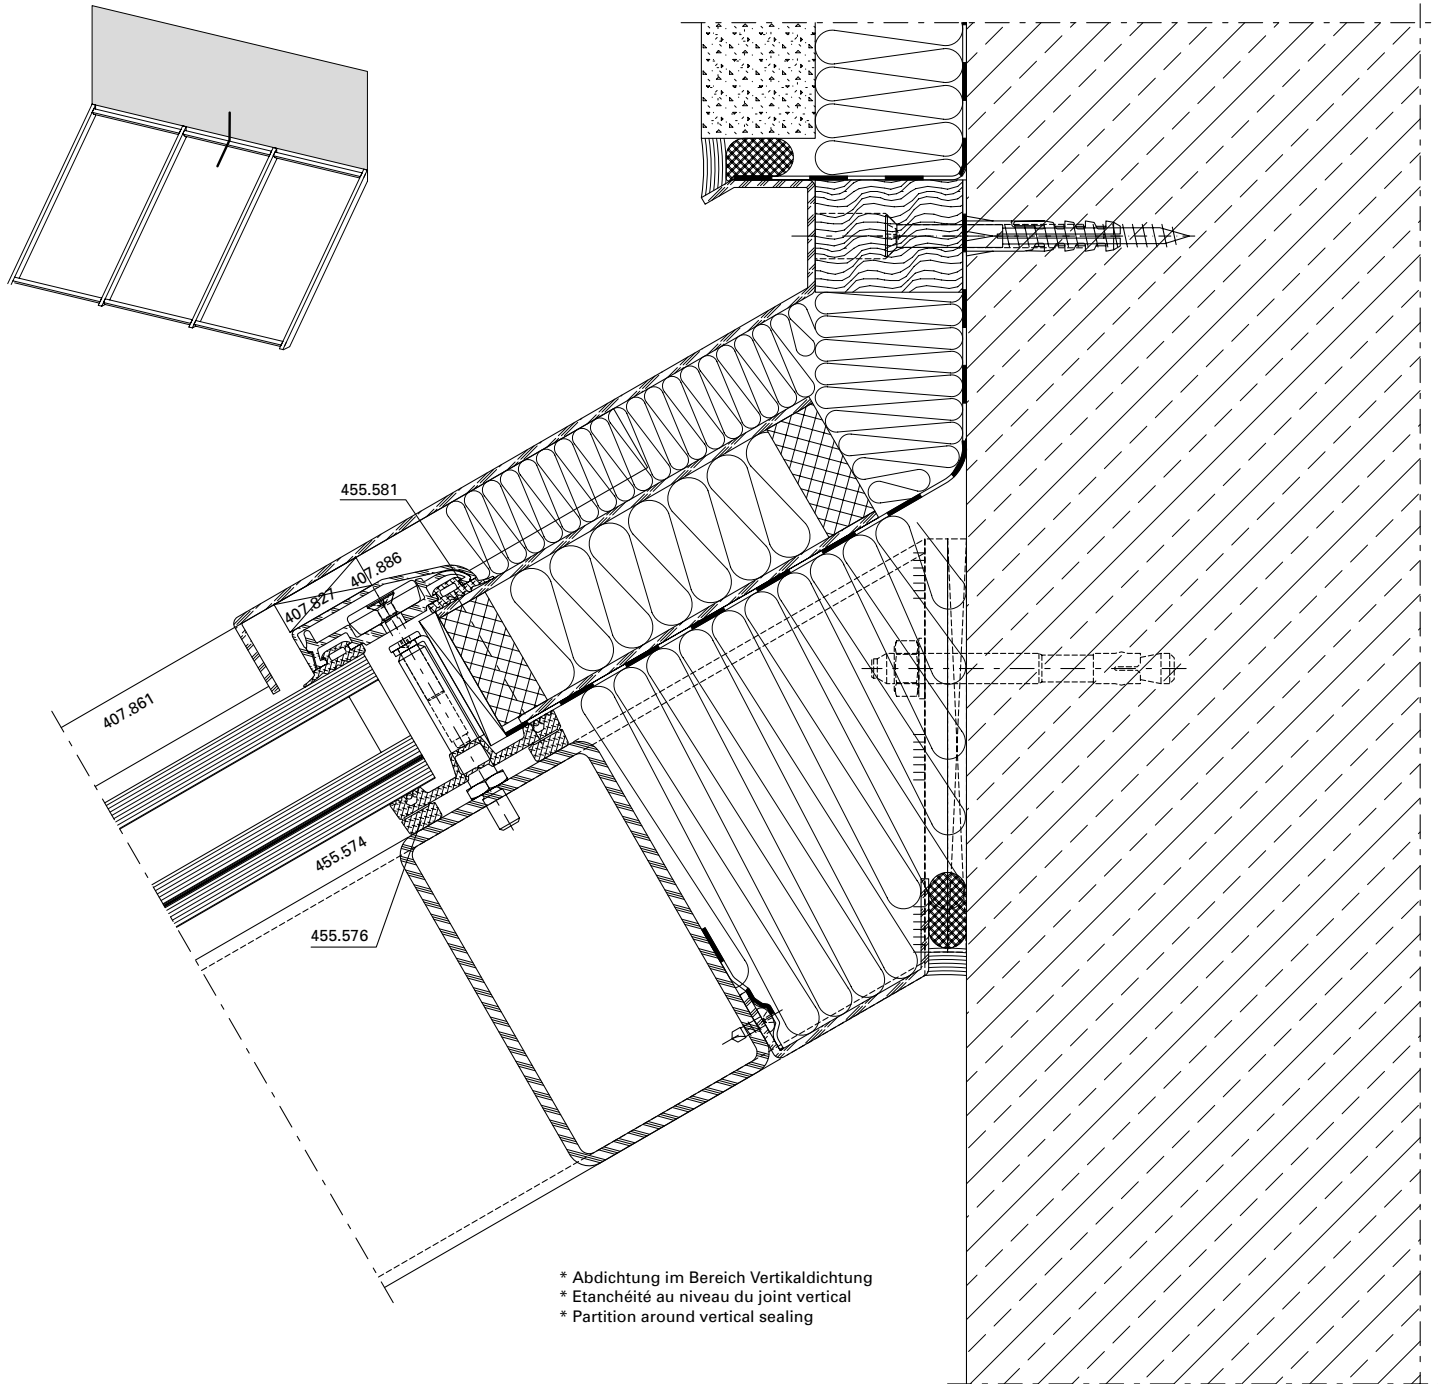 455.581
407.886
407.827
407.861
455.574
455.576
* Abdichtung im Bereich Vertikaldichtung
* Etanchéité au niveau du joint vertical
* Partition around vertical sealing